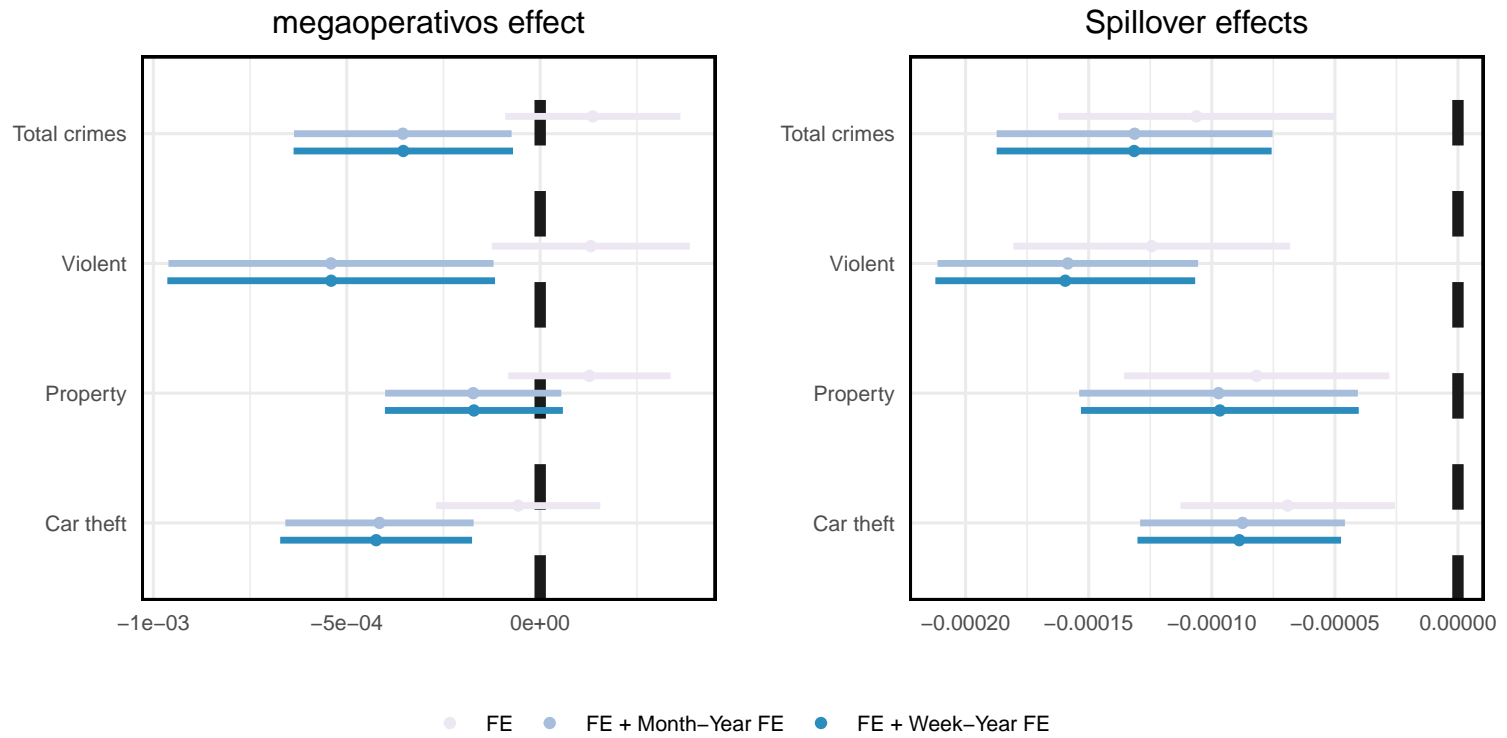 megaoperativos effect
Total crimes
Violent
Property
Car theft
−1e−03 −5e−04 0e+00
Spillover effects
Total crimes
Violent
Property
Car theft
−0.00020 −0.00015 −0.00010 −0.00005 0.00000
FE FE + Month−Year FE FE + Week−Year FE